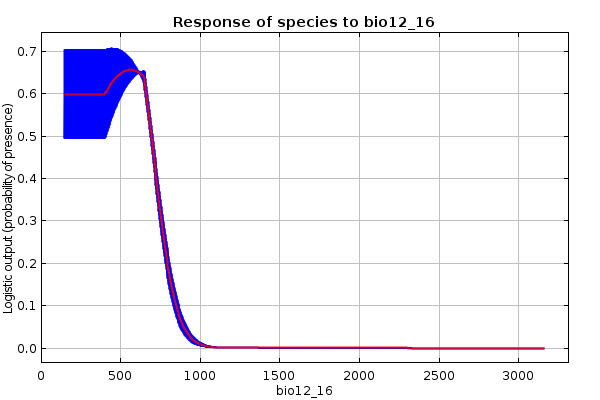 Response of species to bio12_16
Logistic output (probability of presence)
0.7
0.6
0.5
0.4
0.3
0.2
0.1
0.0
0 500 1000 1500 2000 2500 3000
bio12_16